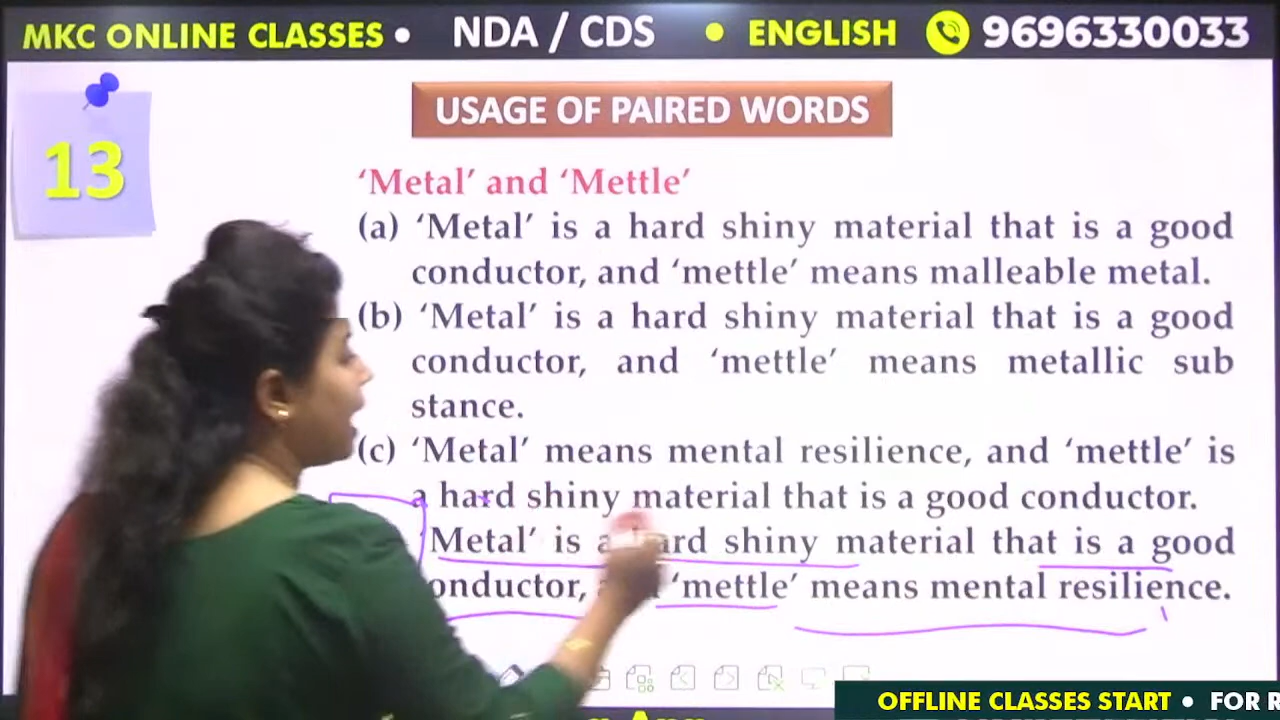 MKC ONLINE CLASSES • NDA / CDS • ENGLISH 9696330033
13
USAGE OF PAIRED WORDS
‘Metal’ and ‘Mettle’
(a) ‘Metal’ is a hard shiny material that is a good
conductor, and ‘mettle’ means malleable metal.
(b) ‘Metal’ is a hard shiny material that is a good
conductor, and ‘mettle’ means metallic sub
stance.
(c) ‘Metal’ means mental resilience, and ‘mettle’ is
a hard shiny material that is a good conductor.
Metal’ is hard shiny material that is a good
conductor, ‘mettle’ means mental resilience.
OFFLINE CLASSES START • FOR